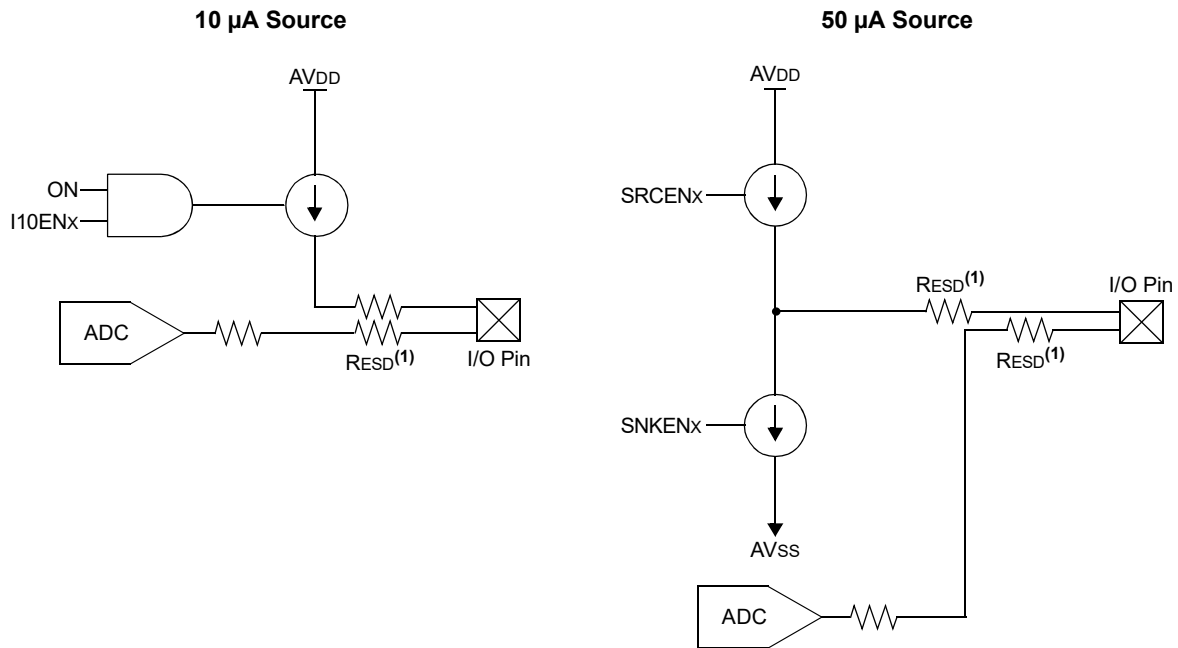 10 µA Source
AVDD
ON
I10ENX
ADC
RESD(1)
I/O Pin
50 µA Source
AVDD
SRCENX
RESD(1)
I/O Pin
RESD(1)
SNKENX
AVSS
ADC